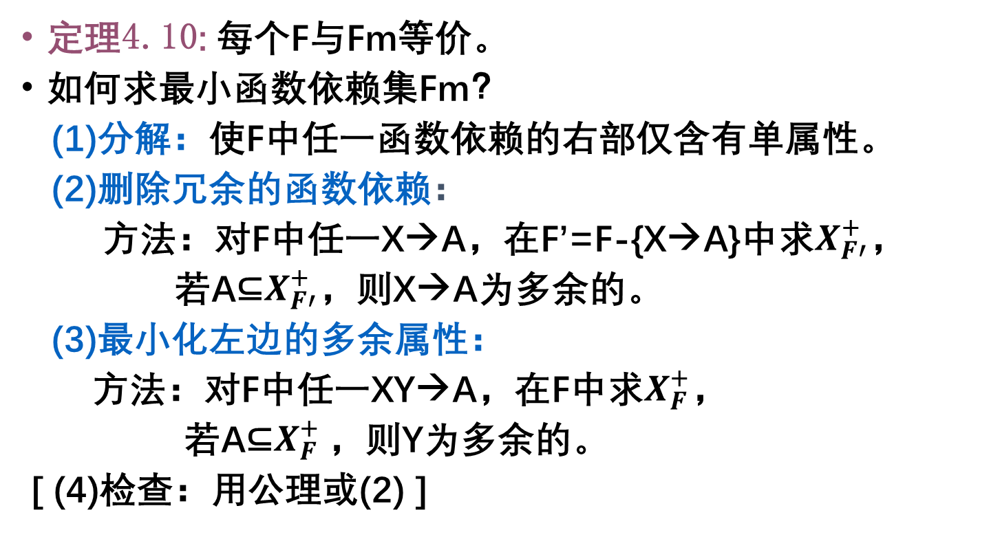 • 定理4.10: 每个F与Fm等价。
• 如何求最小函数依赖集Fm?
(1)分解：使F中任一函数依赖的右部仅含有单属性。
(2)删除冗余的函数依赖：
方法：对F中任一X→A，在F’=F-{X→A}中求𝑿⁺_𝑭′，
若A⊆𝑿⁺_𝑭′，则X→A为多余的。
(3)最小化左边的多余属性：
方法：对F中任一XY→A，在F中求𝑿⁺_𝑭，
若A⊆𝑿⁺_𝑭 ，则Y为多余的。
[ (4)检查：用公理或(2) ]